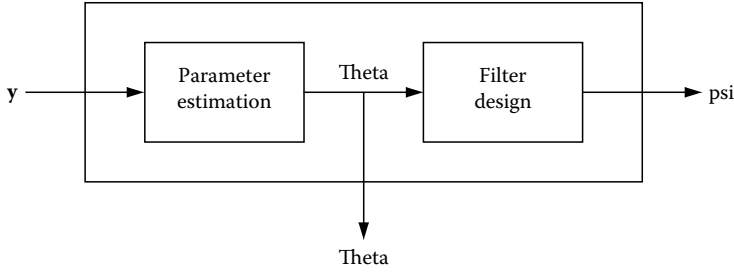 Parameter
estimation
Theta
Filter
design
y
psi
Theta